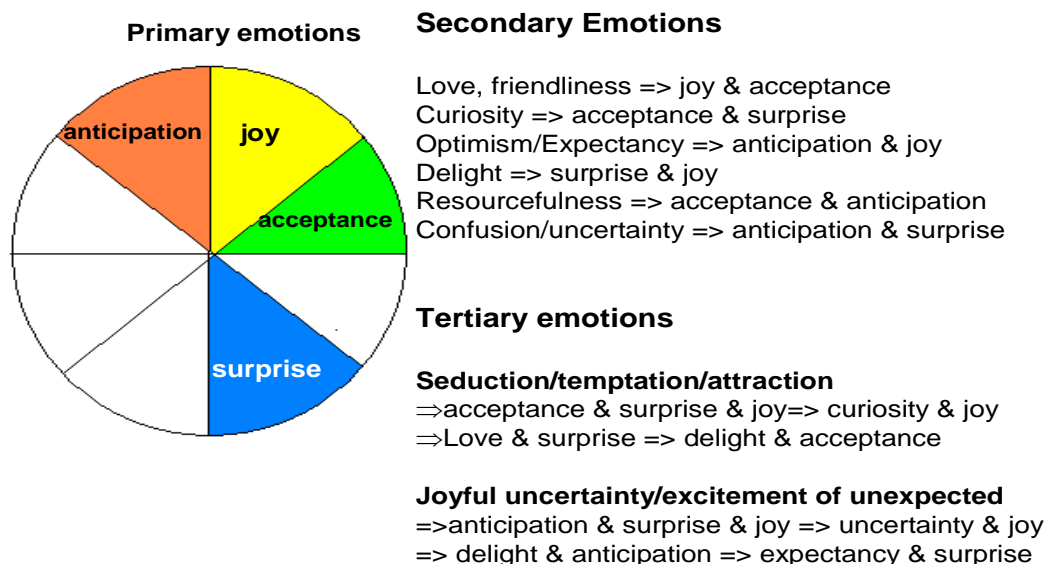 Primary emotions
anticipation
joy
acceptance
surprise
Secondary Emotions
Love, friendliness => joy & acceptance
Curiosity => acceptance & surprise
Optimism/Expectancy => anticipation & joy
Delight => surprise & joy
Resourcefulness => acceptance & anticipation
Confusion/uncertainty => anticipation & surprise
Tertiary emotions
Seduction/temptation/attraction
⇒acceptance & surprise & joy=> curiosity & joy
⇒Love & surprise => delight & acceptance
Joyful uncertainty/excitement of unexpected
=>anticipation & surprise & joy => uncertainty & joy
=> delight & anticipation => expectancy & surprise